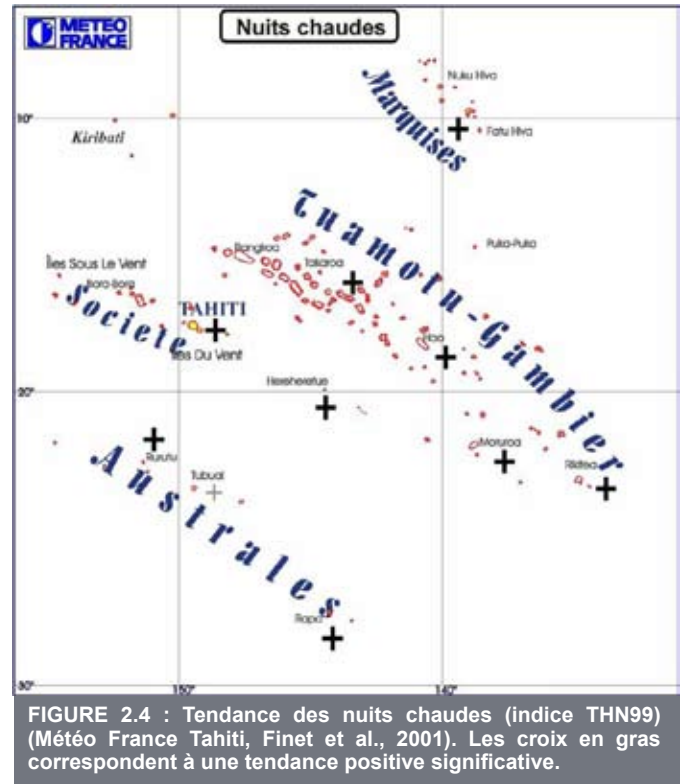 METEO
FRANCE
Nuits chaudes
Nuku Hiva
Marquises
10°
Fatu Hiva
Kiribati
Tuamotu-Gambier
Puka-Puka
Rangiroa
Takaroa
Îles Sous Le Vent
Bora-Bora
Societe
TAHITI
Îles Du Vent
Hao
Hereheretue
20°
Rurutu
Moruroa
Rikitea
Australes
Tubuai
Rapa
30°
150°
140°
FIGURE 2.4 : Tendance des nuits chaudes (indice THN99)
(Météo France Tahiti, Finet et al., 2001). Les croix en gras
correspondent à une tendance positive significative.